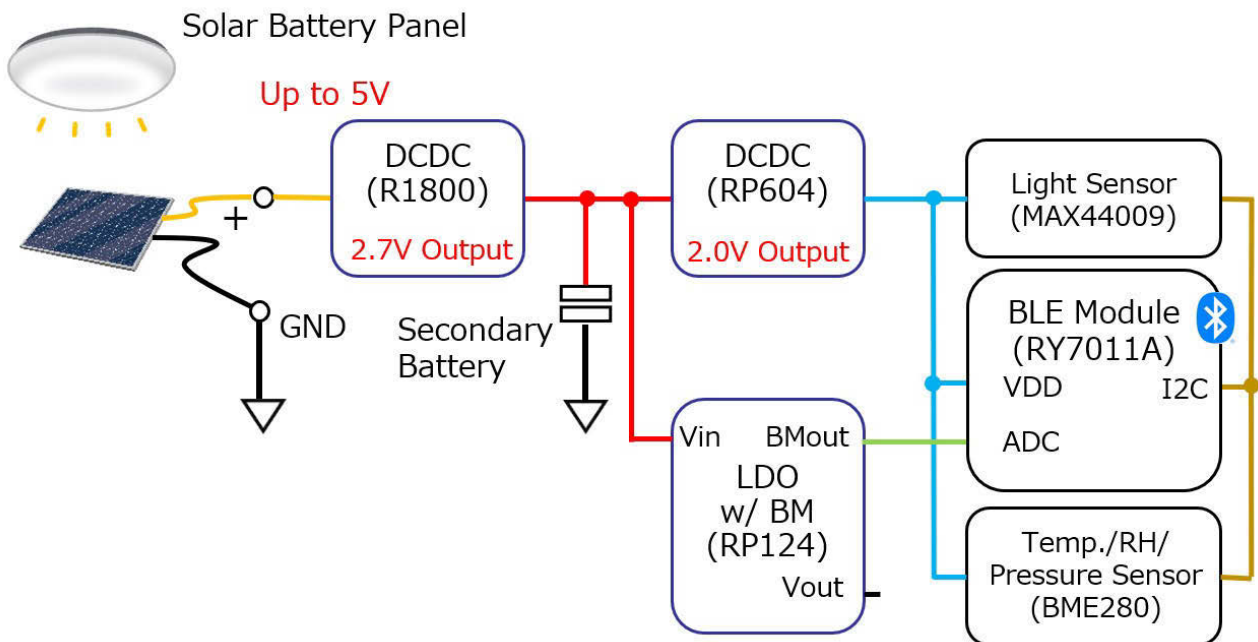 Solar Battery Panel
Up to 5V
+
GND
DCDC
(R1800)
2.7V Output
Secondary
Battery
DCDC
(RP604)
2.0V Output
Vin
BMout
LDO
w/ BM
(RP124)
Vout
Light Sensor
(MAX44009)
BLE Module
(RY7011A)
VDD
I2C
ADC
Temp./RH/
Pressure Sensor
(BME280)